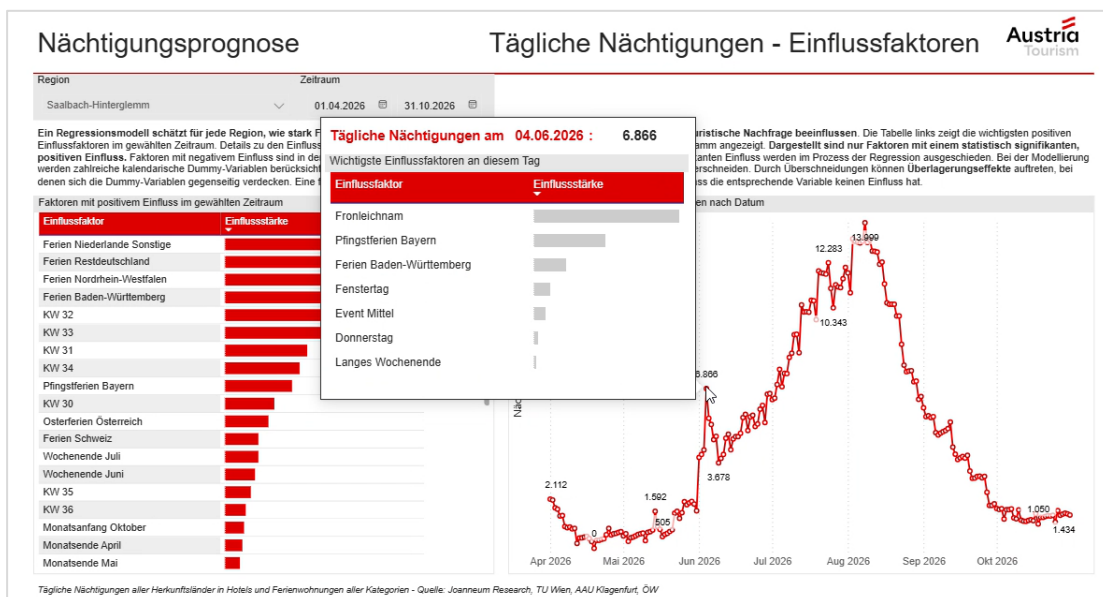 Nächtigungsprognose
Tägliche Nächtigungen - Einflussfaktoren
Austria
Tourism
Region
Zeitraum
Saalbach-Hinterglemm
01.04.2026
31.10.2026
Ein Regressionsmodell schätzt für jede Region, wie stark F
uristische Nachfrage beeinflussen. Die Tabelle links zeigt die wichtigsten positiven
Einflussfaktoren im gewählten Zeitraum. Details zu den Einfluss
amm angezeigt. Dargestellt sind nur Faktoren, mit einem statistisch signifikanten,
positiven Einfluss. Faktoren mit negativem Einfluss sind in de
anten Einfluss werden im Prozess der Regression ausgeschieden. Bei der Modellierung
werden zahlreiche kalendarische Dummy-Variablen berücksicht
erschneiden. Durch Überschneidungen können Überlagerungseffekte auftreten, bei
denen sich die Dummy-Variablen gegenseitig verdecken. Eine f
ss die entsprechende Variable keinen Einfluss hat.
Tägliche Nächtigungen am 04.06.2026 : 6.866
Wichtigste Einflussfaktoren an diesem Tag
Einflussfaktor
Einflussstärke
Fronleichnam
Pfingstferien Bayern
Ferien Baden-Württemberg
Fenstertag
Event Mittel
Donnerstag
Langes Wochenende
Faktoren mit positivem Einfluss im gewählten Zeitraum
Einflussfaktor
Einflussstärke
Ferien Niederlande Sonstige
Ferien Restdeutschland
Ferien Nordrhein-Westfalen
Ferien Baden-Württemberg
KW 32
KW 33
KW 31
KW 34
Pfingstferien Bayern
KW 30
Osterferien Österreich
Ferien Schweiz
Wochenende Juli
Wochenende Juni
KW 35
KW 36
Monatsanfang Oktober
Monatsende April
Monatsende Mai
en nach Datum
Näc
2.112
0
1.592
505
6.866
3.678
12.283
10.343
13.999
1.050
1.434
Apr 2026
Mai 2026
Jun 2026
Jul 2026
Aug 2026
Sep 2026
Okt 2026
Tägliche Nächtigungen aller Herkunftsländer in Hotels und Ferienwohnungen aller Kategorien - Quelle: Joanneum Research, TU Wien, AAU Klagenfurt, ÖW